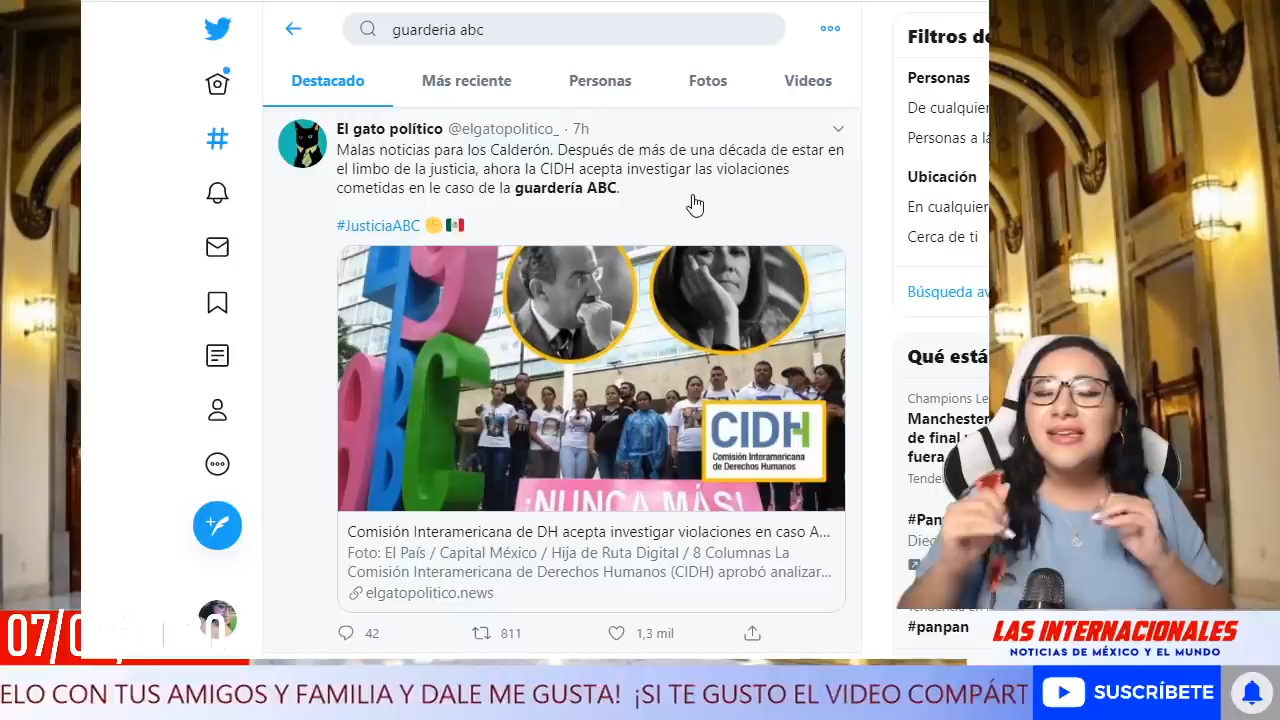 guarderia abc
Destacado
Más reciente
Personas
Fotos
Videos
El gato político @elgatopolitico_ · 7h
Malas noticias para los Calderón. Después de más de una década de estar en
el limbo de la justicia, ahora la CIDH acepta investigar las violaciones
cometidas en le caso de la guardería ABC.
#JusticiaABC
ABC
CIDH
Comisión Interamericana
de Derechos Humanos
¡NUNCA MÁS!
Comisión Interamericana de DH acepta investigar violaciones en caso A...
Foto: El País / Capital México / Hija de Ruta Digital / 8 Columnas La
Comisión Interamericana de Derechos Humanos (CIDH) aprobó analizar...
elgatopolitico.news
42
811
1,3 mil
Filtros de
Personas
De cualquier
Personas a la
Ubicación
En cualquier
Cerca de ti
Búsqueda av
Qué está
Champions Le
Manchester
de final
fuera
Tende
#Pan
Die
#panpan
07/0
LAS INTERNACIONALES
NOTICIAS DE MÉXICO Y EL MUNDO
ELO CON TUS AMIGOS Y FAMILIA Y DALE ME GUSTA! ¡SI TE GUSTO EL VIDEO COMPÁRT
SUSCRÍBETE